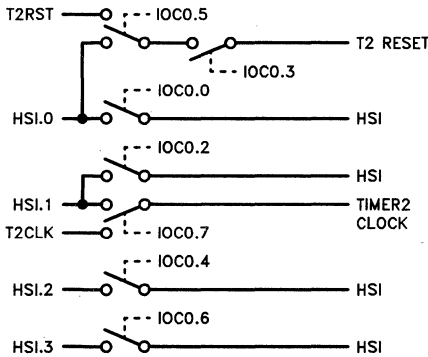 T2RST
IOC0.5
T2 RESET
IOC0.3
IOC0.0
HSI.0
HSI
IOC0.2
HSI
HSI.1
TIMER2
CLOCK
T2CLK
IOC0.7
IOC0.4
HSI.2
HSI
IOC0.6
HSI.3
HSI